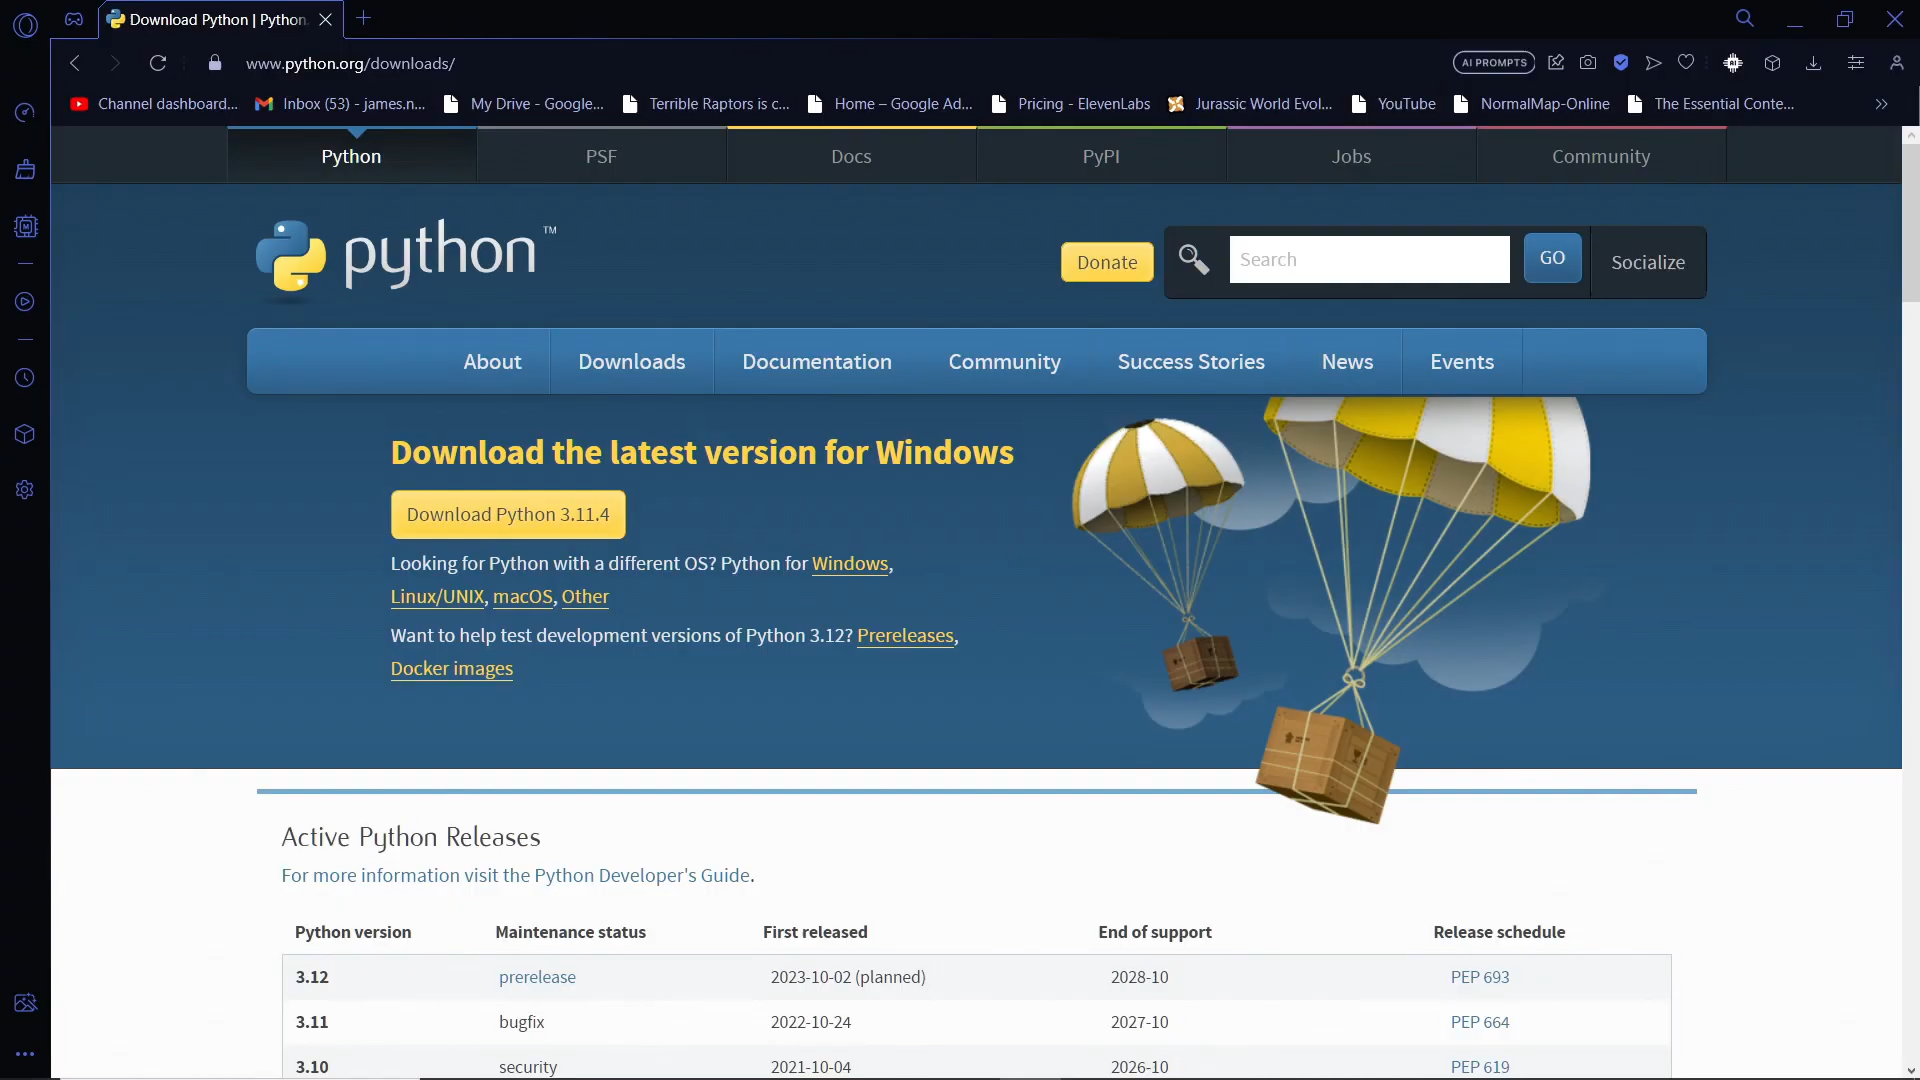 Download Python | Python.
www.python.org/downloads/
AI PROMPTS
Channel dashboard...
Inbox (53) - james.n...
My Drive - Google...
Terrible Raptors is c...
Home – Google Ad...
Pricing - ElevenLabs
Jurassic World Evol...
YouTube
NormalMap-Online
The Essential Conte...
Python
PSF
Docs
PyPI
Jobs
Community
python™
Donate
Search
GO
Socialize
About
Downloads
Documentation
Community
Success Stories
News
Events
Download the latest version for Windows
Download Python 3.11.4
Looking for Python with a different OS? Python for Windows,
Linux/UNIX, macOS, Other
Want to help test development versions of Python 3.12? Prereleases,
Docker images
Active Python Releases
For more information visit the Python Developer's Guide.
Python version Maintenance status First released End of support Release schedule
3.12 prerelease 2023-10-02 (planned) 2028-10 PEP 693
3.11 bugfix 2022-10-24 2027-10 PEP 664
3.10 security 2021-10-04 2026-10 PEP 619